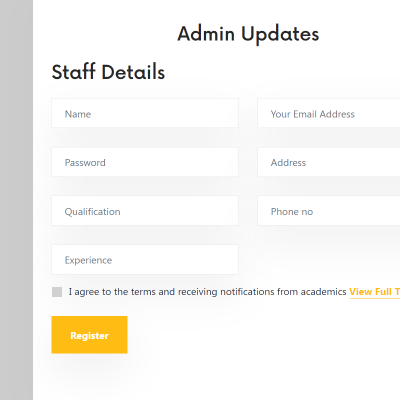 Admin Updates
Staff Details
Name
Your Email Address
Password
Address
Qualification
Phone no
Experience
I agree to the terms and receiving notifications from academics View Full T
Register